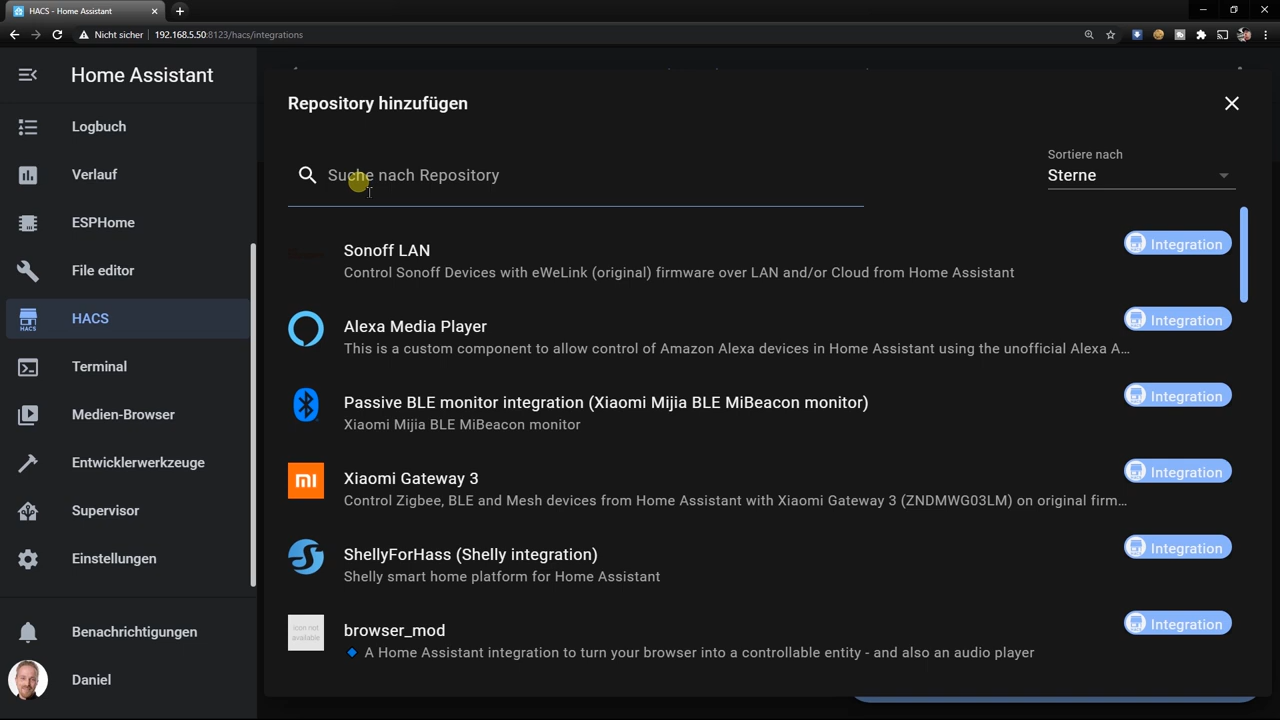 HACS - Home Assistant
Nicht sicher
192.168.5.50:8123/hacs/integrations
Home Assistant
Logbuch
Verlauf
ESPHome
File editor
HACS
HACS
Terminal
Medien-Browser
Entwicklerwerkzeuge
Supervisor
Einstellungen
Benachrichtigungen
Daniel
Repository hinzufügen
Suche nach Repository
Sortiere nach
Sterne
Sonoff LAN
Control Sonoff Devices with eWeLink (original) firmware over LAN and/or Cloud from Home Assistant
Integration
Alexa Media Player
This is a custom component to allow control of Amazon Alexa devices in Home Assistant using the unofficial Alexa A...
Integration
Passive BLE monitor integration (Xiaomi Mijia BLE MiBeacon monitor)
Xiaomi Mijia BLE MiBeacon monitor
Integration
mi
Xiaomi Gateway 3
Control Zigbee, BLE and Mesh devices from Home Assistant with Xiaomi Gateway 3 (ZNDMWG03LM) on original firm...
Integration
ShellyForHass (Shelly integration)
Shelly smart home platform for Home Assistant
Integration
icon not
available
browser_mod
A Home Assistant integration to turn your browser into a controllable entity - and also an audio player
Integration